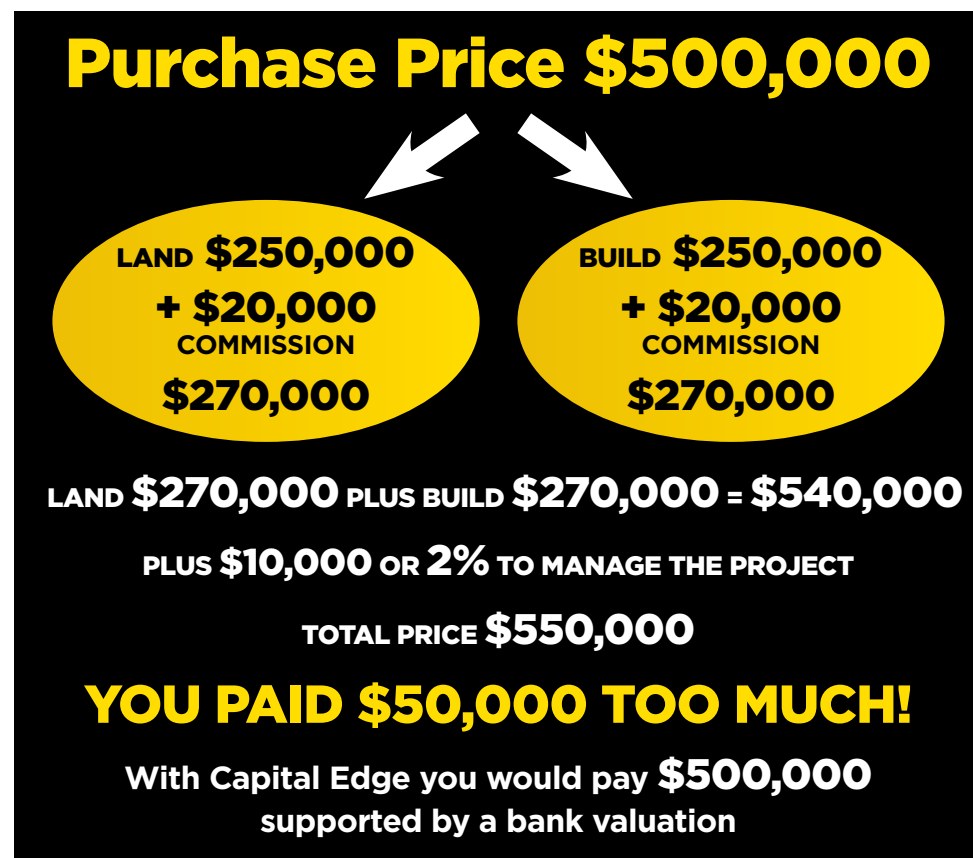 Purchase Price $500,000
LAND $250,000
+ $20,000
COMMISSION
$270,000
BUILD $250,000
+ $20,000
COMMISSION
$270,000
LAND $270,000 PLUS BUILD $270,000 = $540,000
PLUS $10,000 OR 2% TO MANAGE THE PROJECT
TOTAL PRICE $550,000
YOU PAID $50,000 TOO MUCH!
With Capital Edge you would pay $500,000
supported by a bank valuation